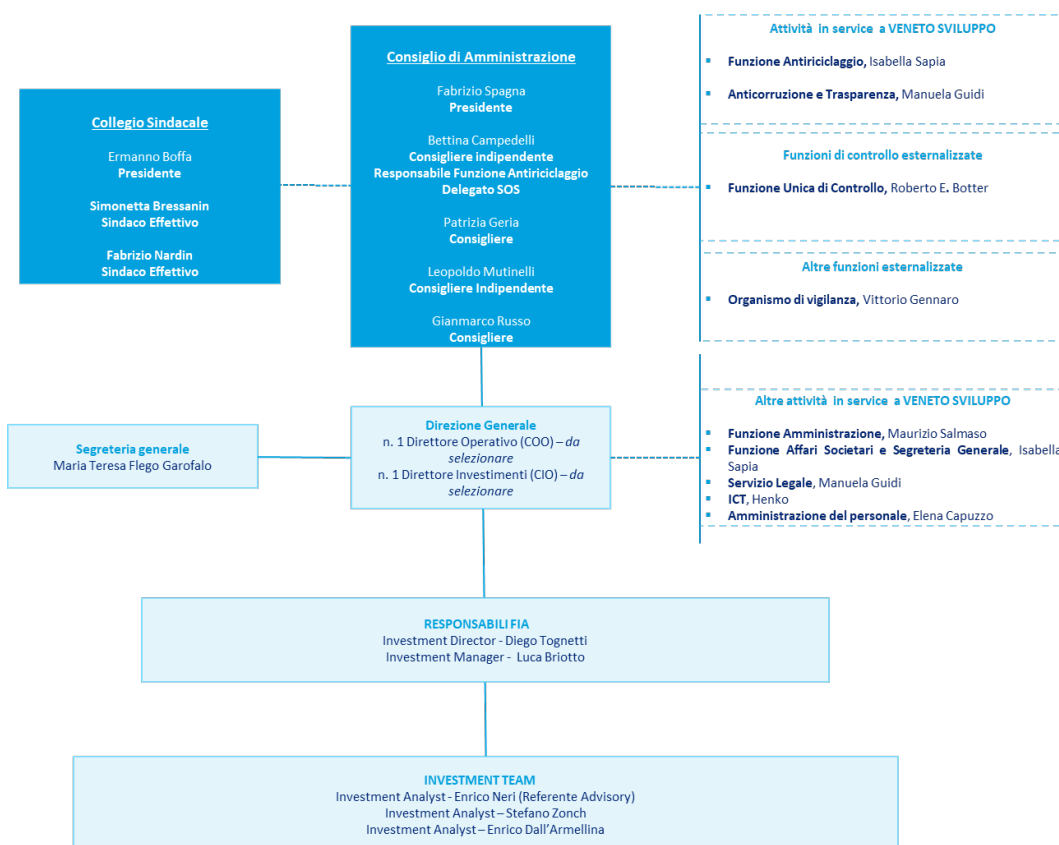 Collegio Sindacale
Ermanno Boffa
Presidente
Simonetta Bressanin
Sindaco Effettivo
Fabrizio Nardin
Sindaco Effettivo
Consiglio di Amministrazione
Fabrizio Spagna
Presidente
Bettina Campedelli
Consigliere indipendente
Responsabile Funzione Antiriciclaggio
Delegato SOS
Patrizia Geria
Consigliere
Leopoldo Mutinelli
Consigliere Indipendente
Gianmarco Russo
Consigliere
Attività in service a VENETO SVILUPPO
▪ Funzione Antiriciclaggio, Isabella Sapia
▪ Anticorruzione e Trasparenza, Manuela Guidi
Funzioni di controllo esternalizzate
▪ Funzione Unica di Controllo, Roberto E. Botter
Altre funzioni esternalizzate
▪ Organismo di vigilanza, Vittorio Gennaro
Segreteria generale
Maria Teresa Flego Garofalo
Direzione Generale
n. 1 Direttore Operativo (COO) – da
selezionare
n. 1 Direttore Investimenti (CIO) – da
selezionare
Altre attività in service a VENETO SVILUPPO
▪ Funzione Amministrazione, Maurizio Salmaso
▪ Funzione Affari Societari e Segreteria Generale, Isabella
Sapia
▪ Servizio Legale, Manuela Guidi
▪ ICT, Henko
▪ Amministrazione del personale, Elena Capuzzo
RESPONSABILI FIA
Investment Director - Diego Tognetti
Investment Manager - Luca Briotto
INVESTMENT TEAM
Investment Analyst - Enrico Neri (Referente Advisory)
Investment Analyst – Stefano Zonch
Investment Analyst – Enrico Dall'Armellina